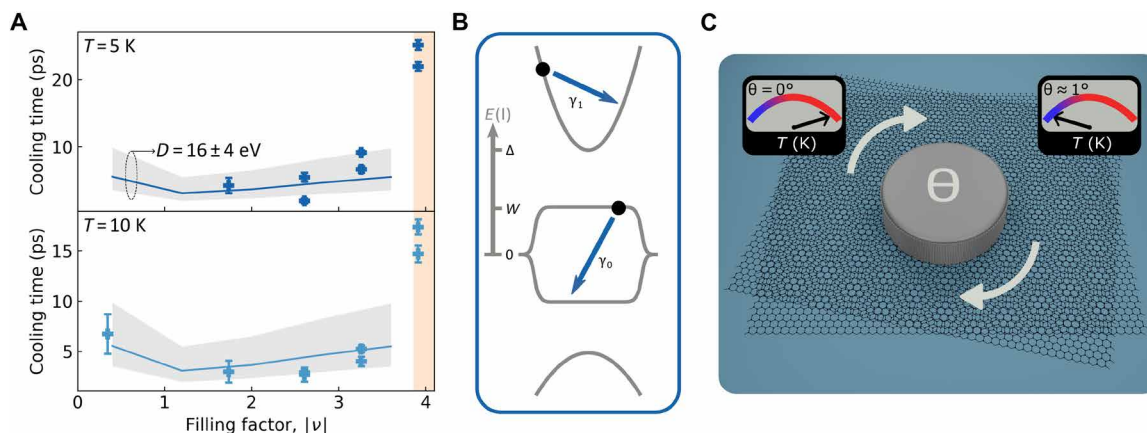 A
T = 5 K
Cooling time (ps)
20
10
D = 16 ± 4 eV
T = 10 K
Cooling time (ps)
15
10
5
0
1
2
3
4
Filling factor, |ν|
B
γ₁
E(l)
Δ
W
0
γ₀
C
θ = 0°
T (K)
θ ≈ 1°
T (K)
Θ